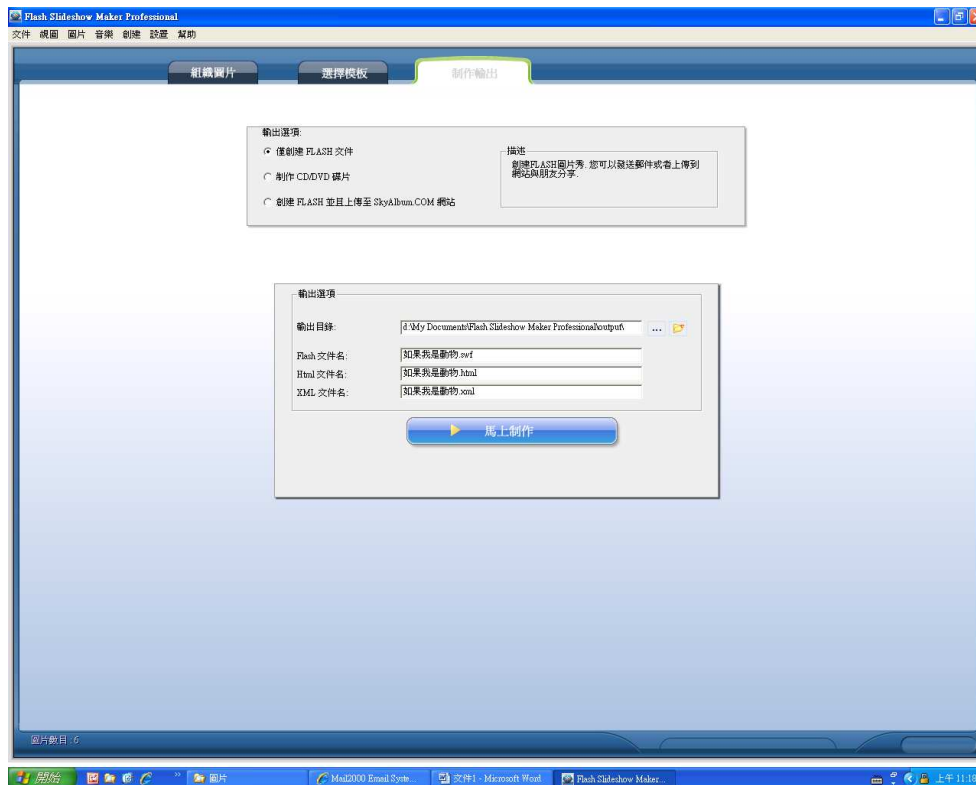 Flash Slideshow Maker Professional
文件 視圖 圖片 音樂 創建 設置 幫助
組織圖片 選擇模板 制作輸出
輸出選項:
僅創建 FLASH 文件
制作 CD/DVD 碟片
創建 FLASH 並且上傳至 SkyAlbum.COM 網站
描述
創建FLASH圖片秀. 您可以發送郵件或者上傳到
網站與朋友分享.
輸出選項
輸出目錄: d:\My Documents\Flash Slideshow Maker Professional\output\ ...
Flash 文件名: 如果我是動物.swf
Html 文件名: 如果我是動物.html
XML 文件名: 如果我是動物.xml
馬上制作
圖片數目 : 6
開始 圖片 Mail2000 Email Syste... 文件1 - Microsoft Word Flash Slideshow Maker... 上午 11:18